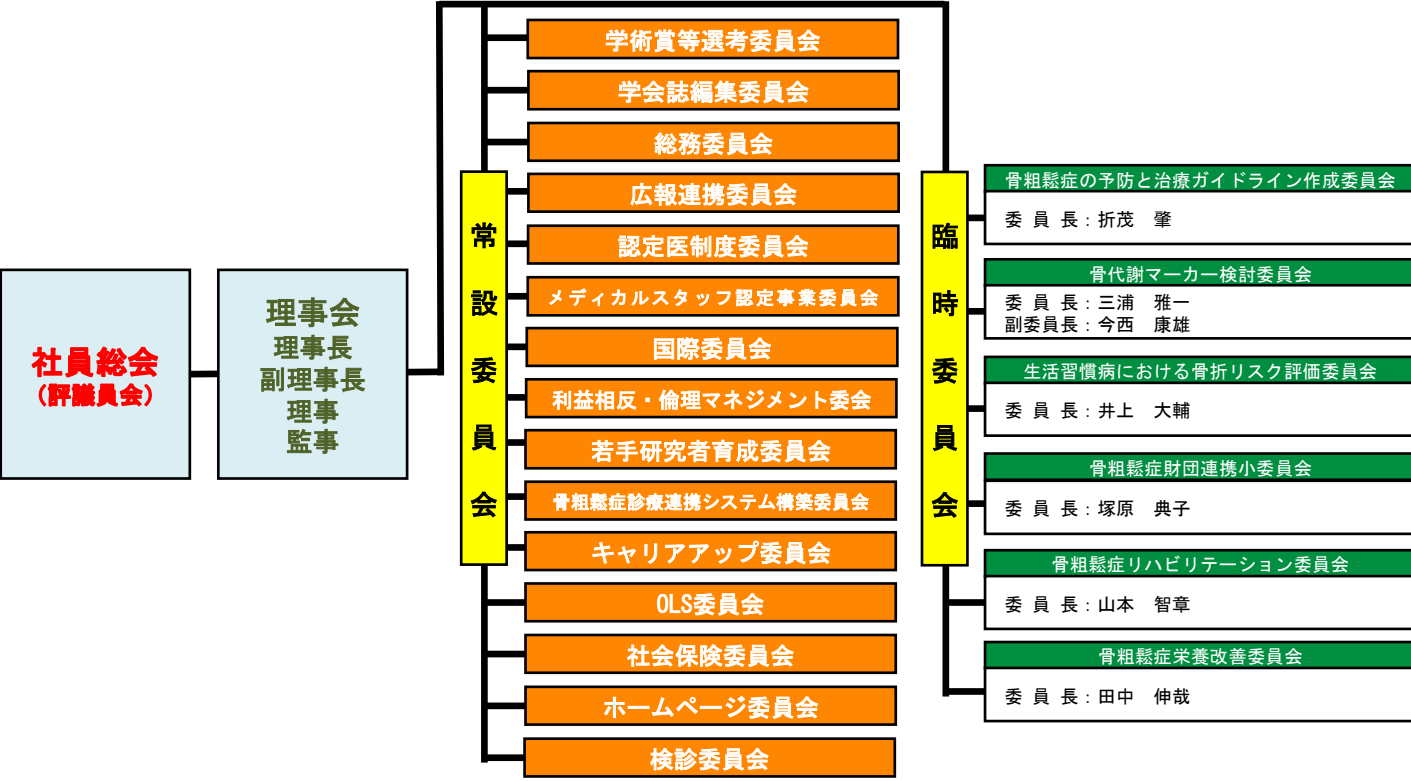 社員総会
(評議員会)
理事会
理事長
副理事長
理事
監事
常設委員会
学術賞等選考委員会
学会誌編集委員会
総務委員会
広報連携委員会
認定医制度委員会
メディカルスタッフ認定事業委員会
国際委員会
利益相反・倫理マネジメント委会
若手研究者育成委員会
骨粗鬆症診療連携システム構築委員会
キャリアアップ委員会
OLS委員会
社会保険委員会
ホームページ委員会
検診委員会
臨時委員会
骨粗鬆症の予防と治療ガイドライン作成委員会
委 員 長：折茂 肇
骨代謝マーカー検討委員会
委 員 長：三浦 雅一
副委員長：今西 康雄
生活習慣病における骨折リスク評価委員会
委 員 長：井上 大輔
骨粗鬆症財団連携小委員会
委 員 長：塚原 典子
骨粗鬆症リハビリテーション委員会
委 員 長：山本 智章
骨粗鬆症栄養改善委員会
委 員 長：田中 伸哉